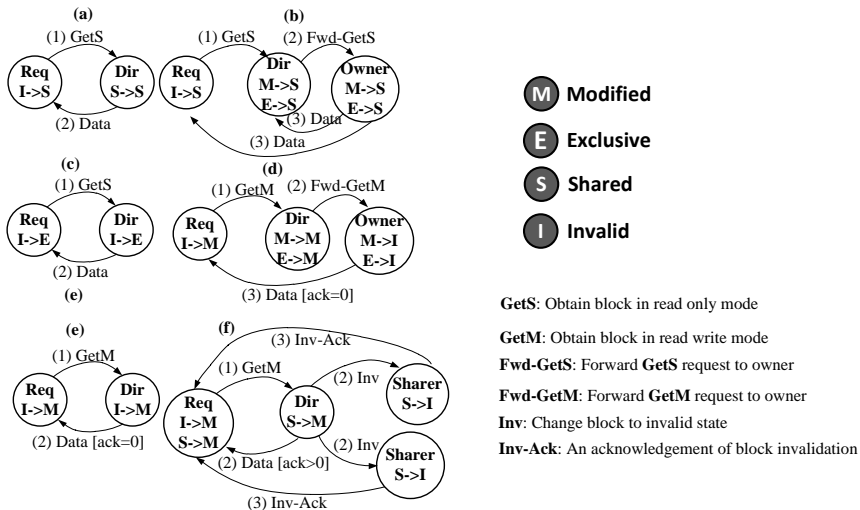 (a)
(1) GetS
Req
I->S
Dir
S->S
(2) Data
(b)
(1) GetS
(2) Fwd-GetS
Req
I->S
Dir
M->S
E->S
Owner
M->S
E->S
(3) Data
(3) Data
(c)
(1) GetS
Req
I->E
Dir
I->E
(2) Data
(d)
(1) GetM
(2) Fwd-GetM
Req
I->M
Dir
M->M
E->M
Owner
M->I
E->I
(3) Data [ack=0]
(e)
(e)
(1) GetM
Req
I->M
Dir
I->M
(2) Data [ack=0]
(f)
(3) Inv-Ack
(1) GetM
(2) Inv
Req
I->M
S->M
Dir
S->M
Sharer
S->I
(2) Inv
(2) Data [ack>0]
Sharer
S->I
(3) Inv-Ack
M Modified
E Exclusive
S Shared
I Invalid
GetS: Obtain block in read only mode
GetM: Obtain block in read write mode
Fwd-GetS: Forward GetS request to owner
Fwd-GetM: Forward GetM request to owner
Inv: Change block to invalid state
Inv-Ack: An acknowledgement of block invalidation